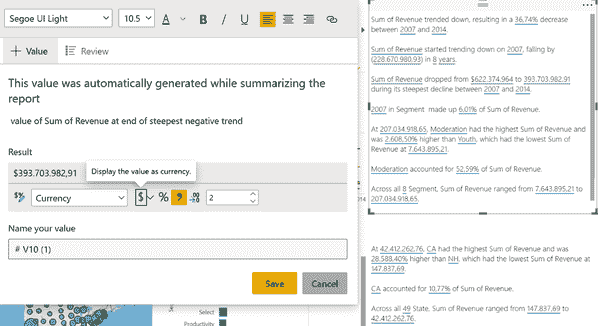 Segoe UI Light 10.5 A B I U
+ Value Review
This value was automatically generated while summarizing the
report
value of Sum of Revenue at end of steepest negative trend
Result
$393.703.982,91
Display the value as currency.
Currency $ % 9 .00 2
Name your value
# V10 (1)
Save Cancel
Select
Productivity
Sum of Revenue trended down, resulting in a 36,74% decrease
between 2007 and 2014.
Sum of Revenue started trending down on 2007, falling by
(228.670.980,93) in 8 years.
Sum of Revenue dropped from $622.374.964 to 393.703.982,91
during its steepest decline between 2007 and 2014.
2007 in Segment made up 6,01% of Sum of Revenue.
At 207.034.918,65, Moderation had the highest Sum of Revenue and
was 2.608,50% higher than Youth, which had the lowest Sum of
Revenue at 7.643,895,21.
Moderation accounted for 52,59% of Sum of Revenue.
Across all 8 Segment, Sum of Revenue ranged from 7.643,895,21 to
207.034.918,65.
At 42.412.262,76, CA had the highest Sum of Revenue and was
28.588,40% higher than NH, which had the lowest Sum of Revenue at
147.837,69.
CA accounted for 10,77% of Sum of Revenue.
Across all 49 State, Sum of Revenue ranged from 147.837,69 to
42.412.262,76.